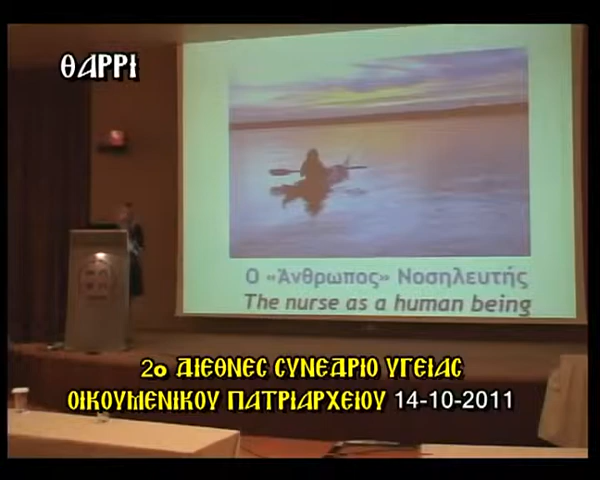 ΘΑΡΡΙ
Ο «Άνθρωπος» Νοσηλευτής
The nurse as a human being
2ο ΔΙΕΘΝΕΣ ΣΥΝΕΔΡΙΟ ΥΓΕΙΑΣ
ΟΙΚΟΥΜΕΝΙΚΟΥ ΠΑΤΡΙΑΡΧΕΙΟΥ 14-10-2011